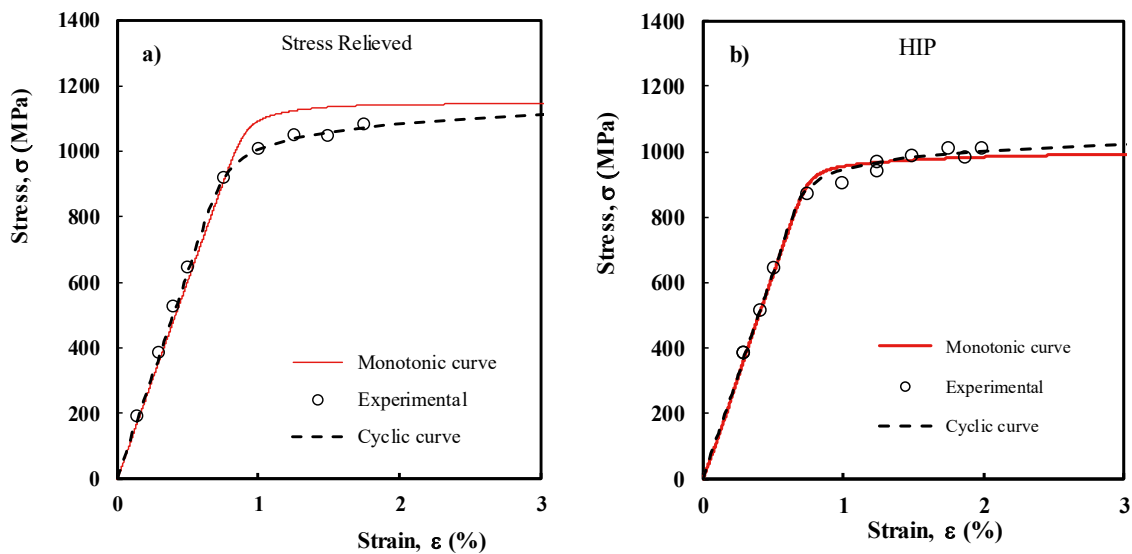 1400
1200
1000
800
600
400
200
0
Stress, σ (MPa)
a)
Stress Relieved
Monotonic curve
Experimental
Cyclic curve
0 1 2 3
Strain, ε (%)
1400
1200
1000
800
600
400
200
0
Stress, σ (MPa)
b)
HIP
Monotonic curve
Experimental
Cyclic curve
0 1 2 3
Strain, ε (%)